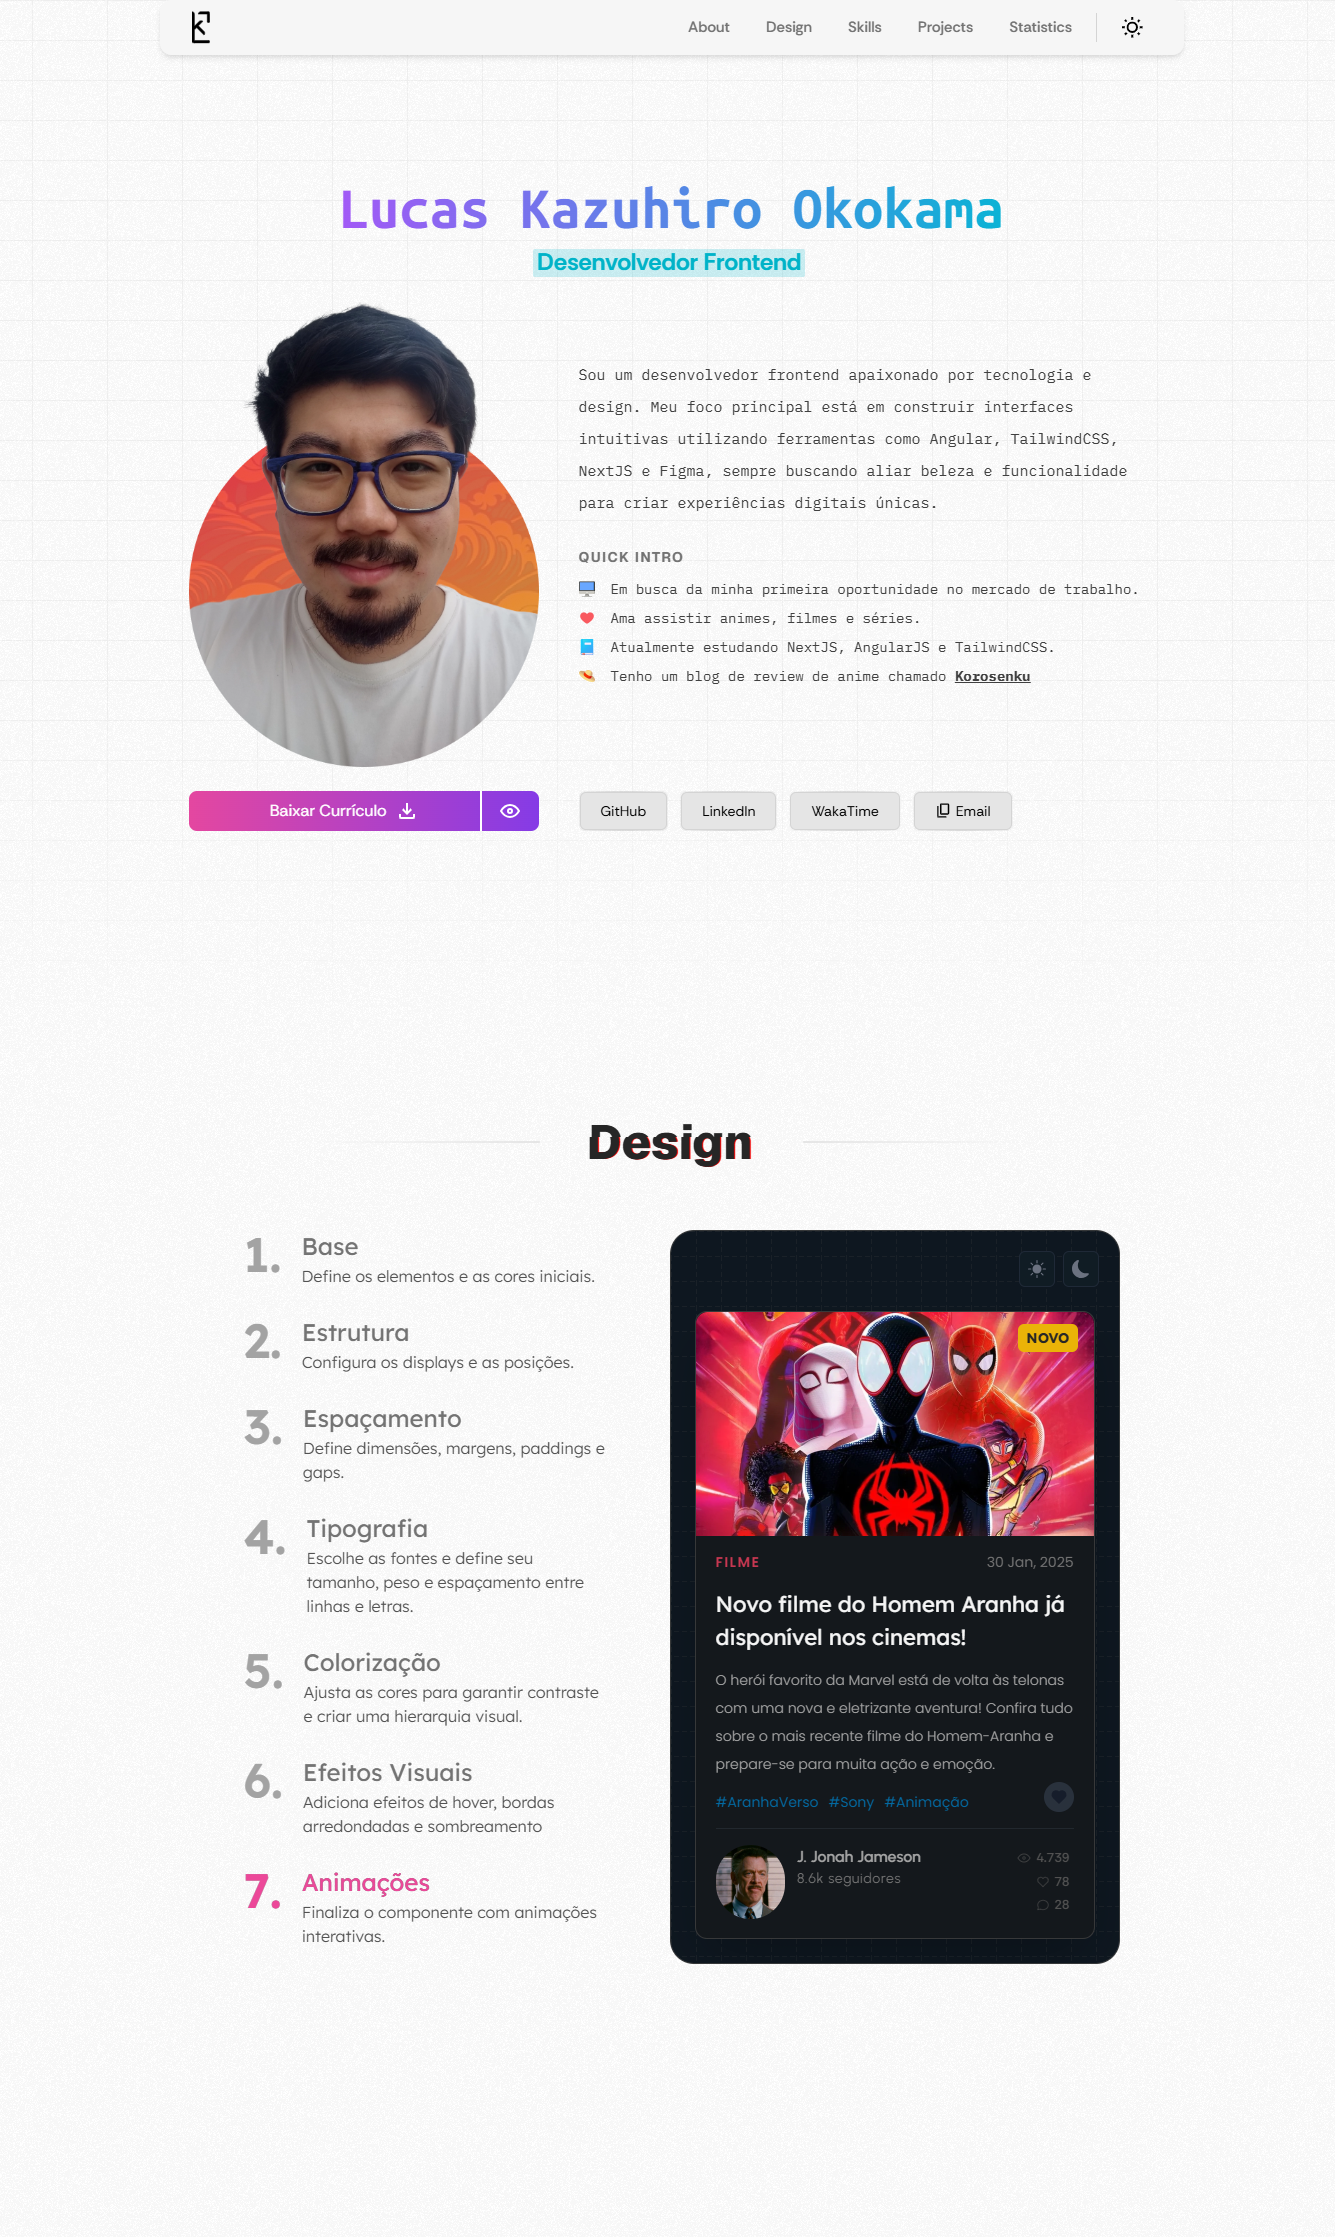 About
Design
Skills
Projects
Statistics
Lucas Kazuhiro Okokama
Desenvolvedor Frontend
Sou um desenvolvedor frontend apaixonado por tecnologia e
design. Meu foco principal está em construir interfaces
intuitivas utilizando ferramentas como Angular, TailwindCSS,
NextJS e Figma, sempre buscando aliar beleza e funcionalidade
para criar experiências digitais únicas.
QUICK INTRO
Em busca da minha primeira oportunidade no mercado de trabalho.
Ama assistir animes, filmes e séries.
Atualmente estudando NextJS, AngularJS e TailwindCSS.
Tenho um blog de review de anime chamado Korosenku
Baixar Currículo
GitHub
LinkedIn
WakaTime
Email
Design
1. Base
Define os elementos e as cores iniciais.
2. Estrutura
Configura os displays e as posições.
3. Espaçamento
Define dimensões, margens, paddings e
gaps.
4. Tipografia
Escolhe as fontes e define seu
tamanho, peso e espaçamento entre
linhas e letras.
5. Colorização
Ajusta as cores para garantir contraste
e criar uma hierarquia visual.
6. Efeitos Visuais
Adiciona efeitos de hover, bordas
arredondadas e sombreamento
7. Animações
Finaliza o componente com animações
interativas.
NOVO
FILME
30 Jan, 2025
Novo filme do Homem Aranha já
disponível nos cinemas!
O herói favorito da Marvel está de volta às telonas
com uma nova e eletrizante aventura! Confira tudo
sobre o mais recente filme do Homem-Aranha e
prepare-se para muita ação e emoção.
#AranhaVerso #Sony #Animação
J. Jonah Jameson
8.6k seguidores
4.739
78
28